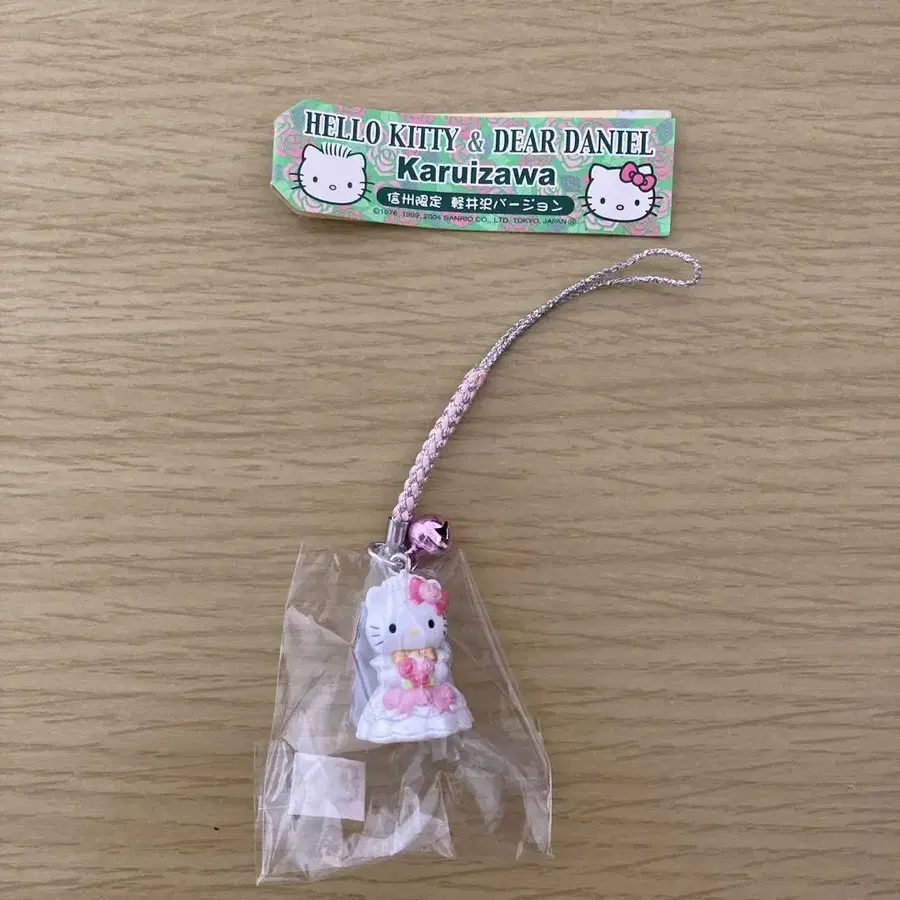 HELLO KITTY & DEAR DANIEL
Karuizawa
信州限定 軽井沢バージョン
©1976, 1999, 2004 SANRIO CO., LTD. TOKYO, JAPAN